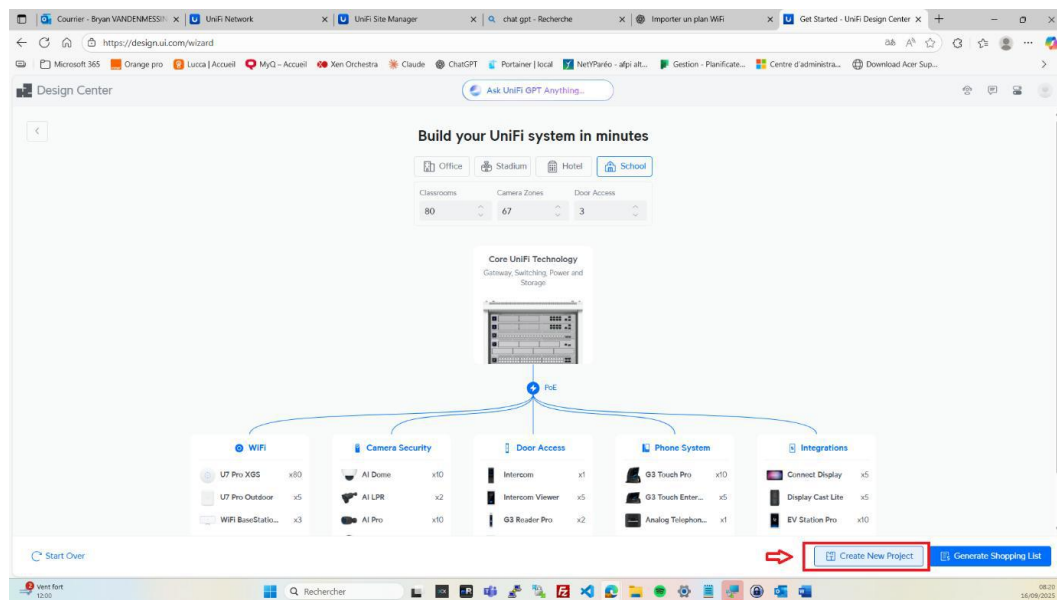 Courrier - Bryan VANDENMESSI
UniFi Network
UniFi Site Manager
chat gpt - Recherche
Importer un plan WiFi
Get Started - UniFi Design Center
https://design.ui.com/wizard
Microsoft 365
Orange pro
Lucca | Accueil
MyQ – Accueil
Xen Orchestra
Claude
ChatGPT
Portainer | local
NetYParéo - afpi alt...
Gestion - Planificate...
Centre d'administra...
Download Acer Sup...
Design Center
Ask UniFi GPT Anything...
Build your UniFi system in minutes
Office
Stadium
Hotel
School
Classrooms
Camera Zones
Door Access
80
67
3
Core UniFi Technology
Gateway, Switching, Power and
Storage
PoE
WiFi
Camera Security
Door Access
Phone System
Integrations
U7 Pro XGS x80
AI Dome x10
Intercom x1
G3 Touch Pro x10
Connect Display x5
U7 Pro Outdoor x5
AI LPR x2
Intercom Viewer x5
G3 Touch Enter... x5
Display Cast Lite x5
WiFi BaseStatio... x3
AI Pro x10
G3 Reader Pro x2
Analog Telephon... x1
EV Station Pro x10
Start Over
Create New Project
Generate Shopping List
2
Vent fort
12:00
Rechercher
08:20
16/09/2025